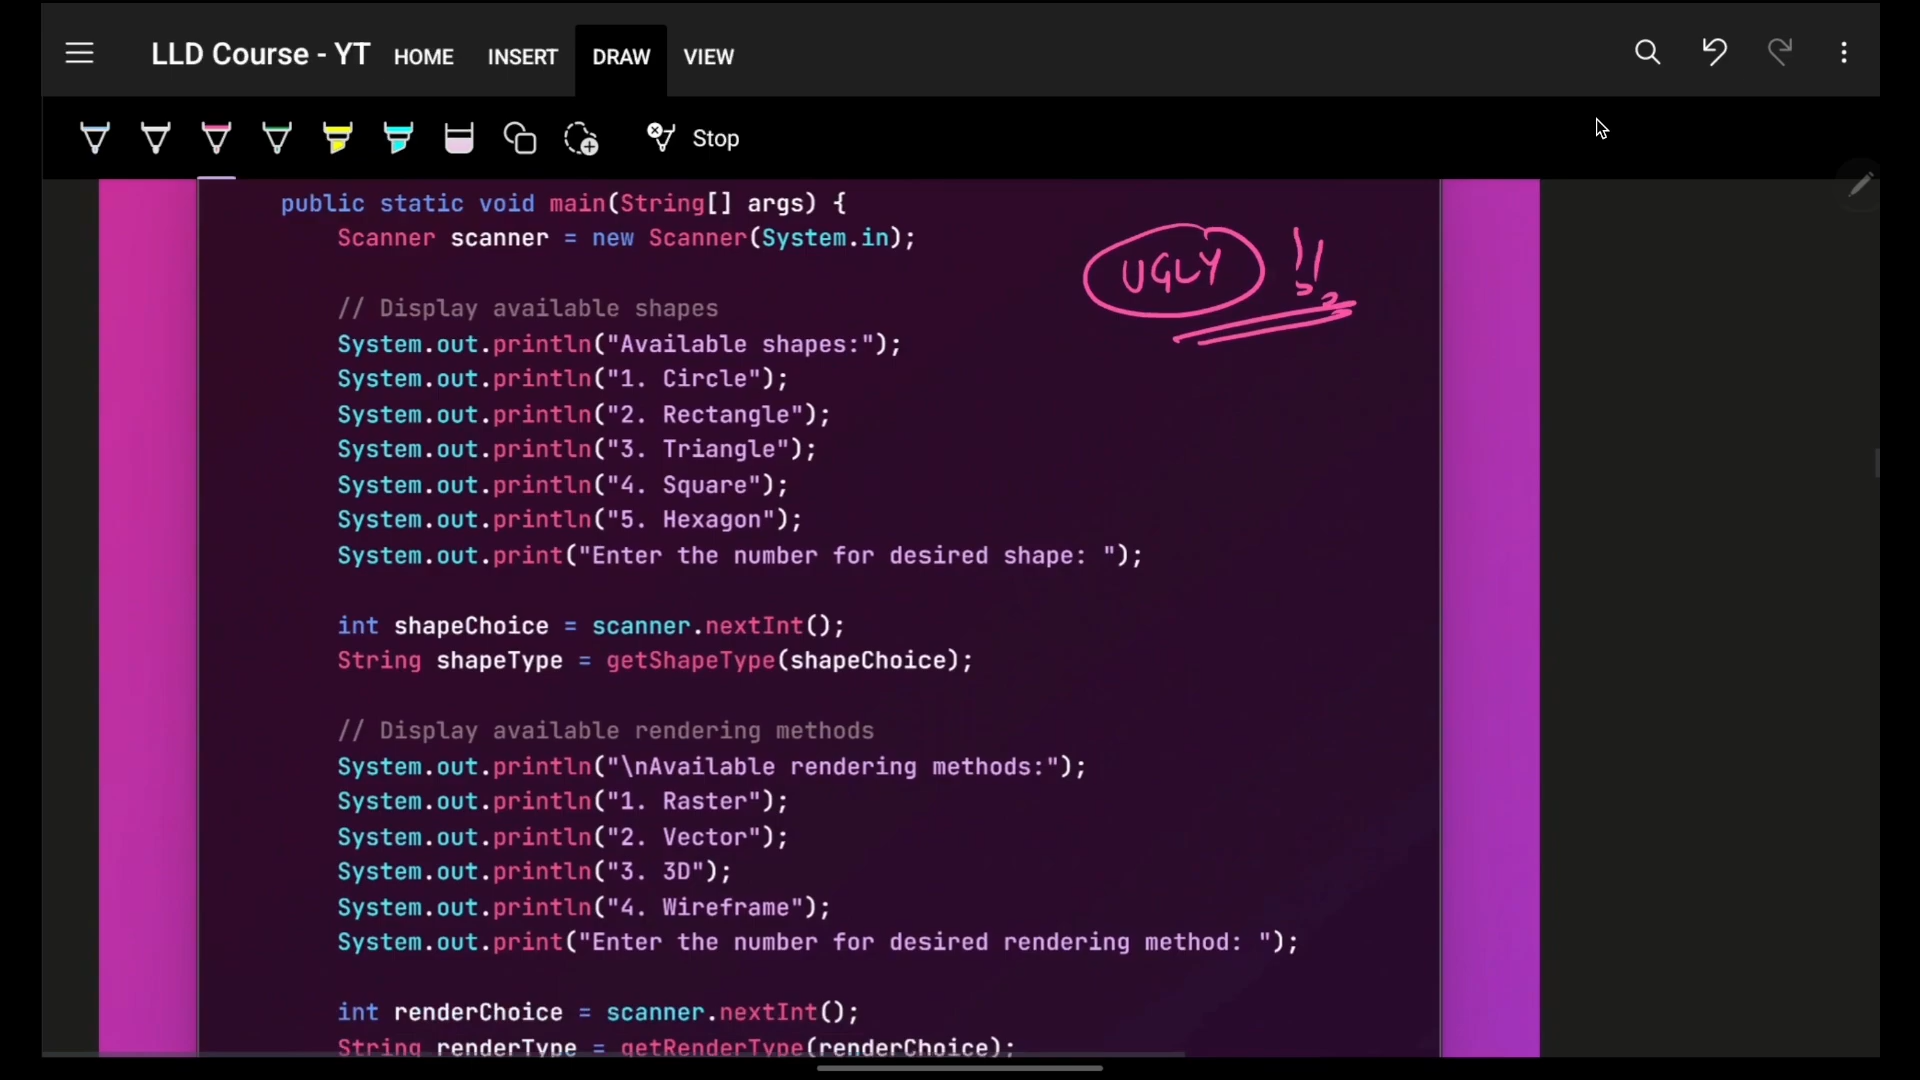 LLD Course - YT HOME INSERT DRAW VIEW
Stop
public static void main(String[] args) {
Scanner scanner = new Scanner(System.in);
UGLY !!
// Display available shapes
System.out.println("Available shapes:");
System.out.println("1. Circle");
System.out.println("2. Rectangle");
System.out.println("3. Triangle");
System.out.println("4. Square");
System.out.println("5. Hexagon");
System.out.print("Enter the number for desired shape: ");
int shapeChoice = scanner.nextInt();
String shapeType = getShapeType(shapeChoice);
// Display available rendering methods
System.out.println("\nAvailable rendering methods:");
System.out.println("1. Raster");
System.out.println("2. Vector");
System.out.println("3. 3D");
System.out.println("4. Wireframe");
System.out.print("Enter the number for desired rendering method: ");
int renderChoice = scanner.nextInt();
String renderType = getRenderType(renderChoice);